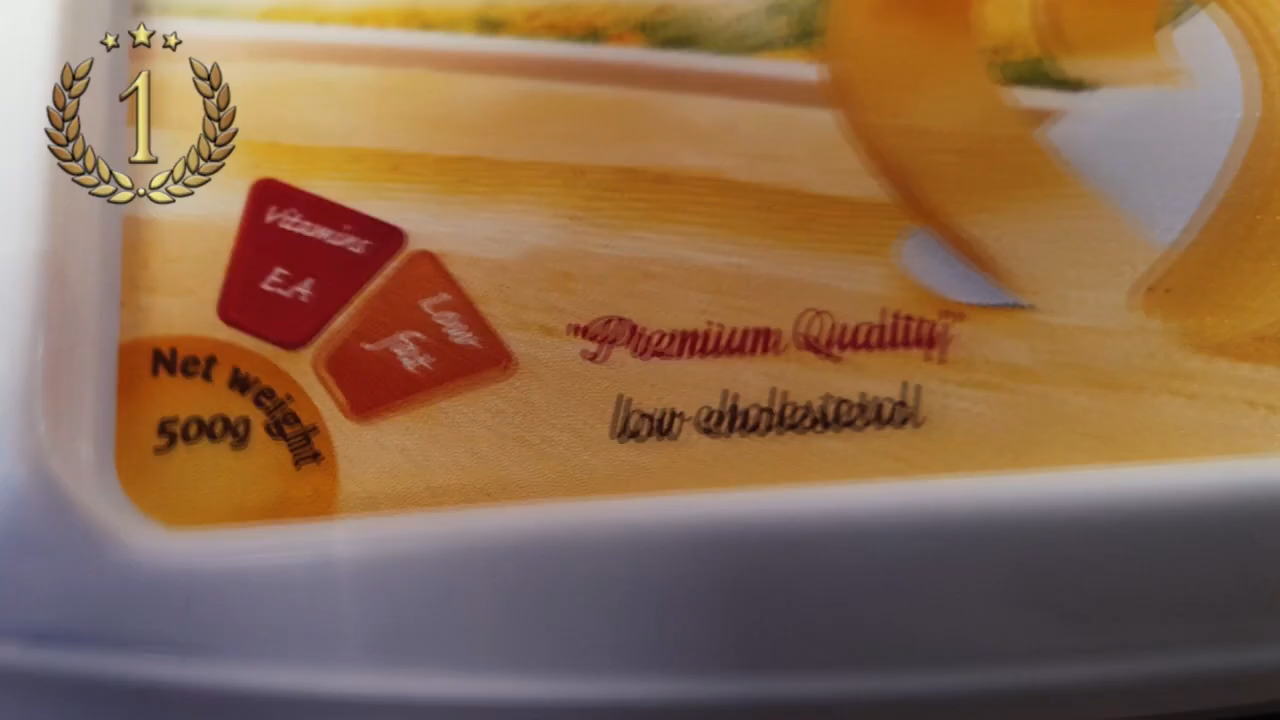 1
Vitamins
E.A
Low
fat
Net weight
500g
"Premium Quality"
low cholesterol